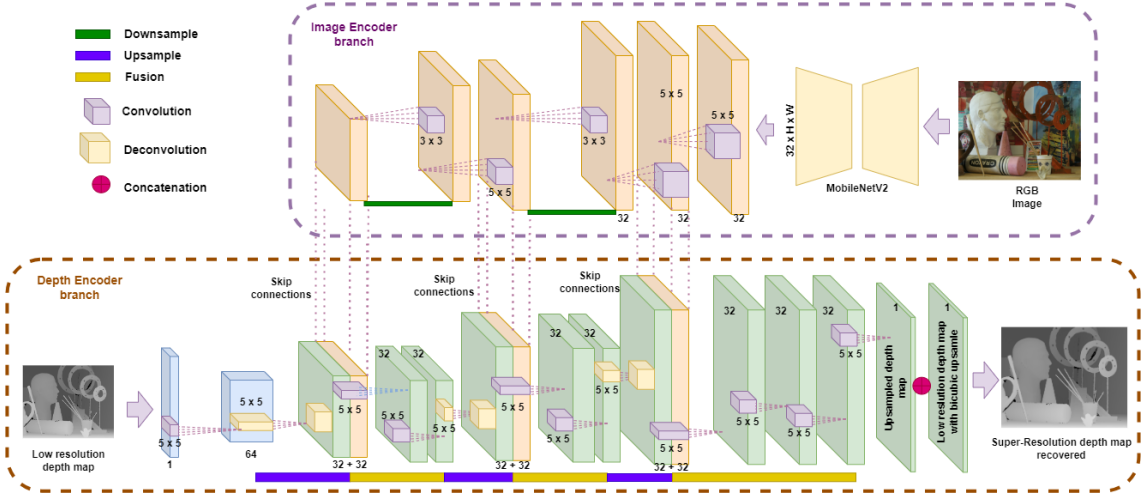 Downsample
Upsample
Fusion
Convolution
Deconvolution
Concatenation
Image Encoder
branch
3 x 3
5 x 5
3 x 3
32
5 x 5
32
5 x 5
32
32 x H x W
MobileNetV2
RGB
Image
Depth Encoder
branch
Low resolution
depth map
5 x 5
1
5 x 5
64
Skip
connections
5 x 5
32 + 32
32
32
5 x 5
5 x 5
Skip
connections
5 x 5
32 + 32
32
32
5 x 5
5 x 5
Skip
connections
5 x 5
32 + 32
32
5 x 5
32
5 x 5
32
5 x 5
1
Upsampled depth
map
1
Low reslution depth map
with bicubic upsamle
Super-Resolution depth map
recovered